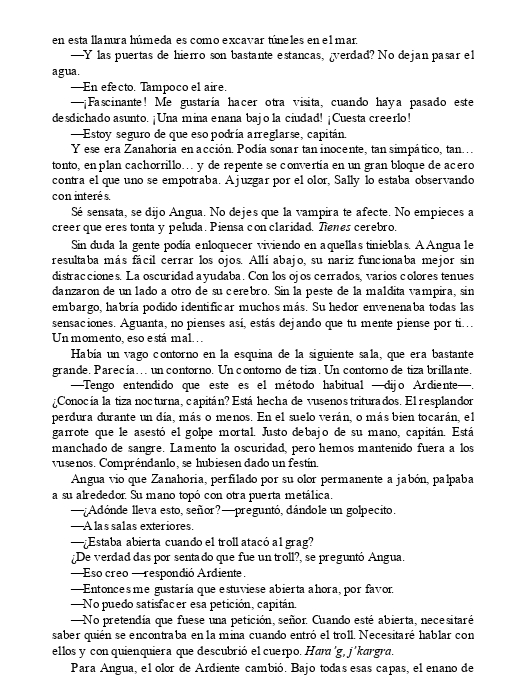 en esta llanura húmeda es como excavar túneles en el mar.
—Y las puertas de hierro son bastante estancas, ¿verdad? No dejan pasar el
agua.
—En efecto. Tampoco el aire.
—¡Fascinante! Me gustaría hacer otra visita, cuando haya pasado este
desdichado asunto. ¡Una mina enana bajo la ciudad! ¡Cuesta creerlo!
—Estoy seguro de que eso podría arreglarse, capitán.
Y ese era Zanahoria en acción. Podía sonar tan inocente, tan simpático, tan…
tonto, en plan cachorrillo… y de repente se convertía en un gran bloque de acero
contra el que uno se empotraba. A juzgar por el olor, Sally lo estaba observando
con interés.
Sé sensata, se dijo Angua. No dejes que la vampira te afecte. No empieces a
creer que eres tonta y peluda. Piensa con claridad. Tienes cerebro.
Sin duda la gente podía enloquecer viviendo en aquellas tinieblas. A Angua le
resultaba más fácil cerrar los ojos. Allí abajo, su nariz funcionaba mejor sin
distracciones. La oscuridad ayudaba. Con los ojos cerrados, varios colores tenues
danzaron de un lado a otro de su cerebro. Sin la peste de la maldita vampira, sin
embargo, habría podido identificar muchos más. Su hedor envenenaba todas las
sensaciones. Aguanta, no pienses así, estás dejando que tu mente piense por ti…
Un momento, eso está mal…
Había un vago contorno en la esquina de la siguiente sala, que era bastante
grande. Parecía… un contorno. Un contorno de tiza. Un contorno de tiza brillante.
—Tengo entendido que este es el método habitual —dijo Ardiente—.
¿Conocía la tiza nocturna, capitán? Está hecha de vusenos triturados. El resplandor
perdura durante un día, más o menos. En el suelo verán, o más bien tocarán, el
garrote que le asestó el golpe mortal. Justo debajo de su mano, capitán. Está
manchado de sangre. Lamento la oscuridad, pero hemos mantenido fuera a los
vusenos. Compréndanlo, se hubiesen dado un festín.
Angua vio que Zanahoria, perfilado por su olor permanente a jabón, palpaba
a su alrededor. Su mano topó con otra puerta metálica.
—¿Adónde lleva esto, señor? —preguntó, dándole un golpecito.
—A las salas exteriores.
—¿Estaba abierta cuando el troll atacó al grag?
¿De verdad das por sentado que fue un troll?, se preguntó Angua.
—Eso creo —respondió Ardiente.
—Entonces me gustaría que estuviese abierta ahora, por favor.
—No puedo satisfacer esa petición, capitán.
—No pretendía que fuese una petición, señor. Cuando esté abierta, necesitaré
saber quién se encontraba en la mina cuando entró el troll. Necesitaré hablar con
ellos y con quienquiera que descubrió el cuerpo. Hara'g, j'kargra.
Para Angua, el olor de Ardiente cambió. Bajo todas esas capas, el enano de